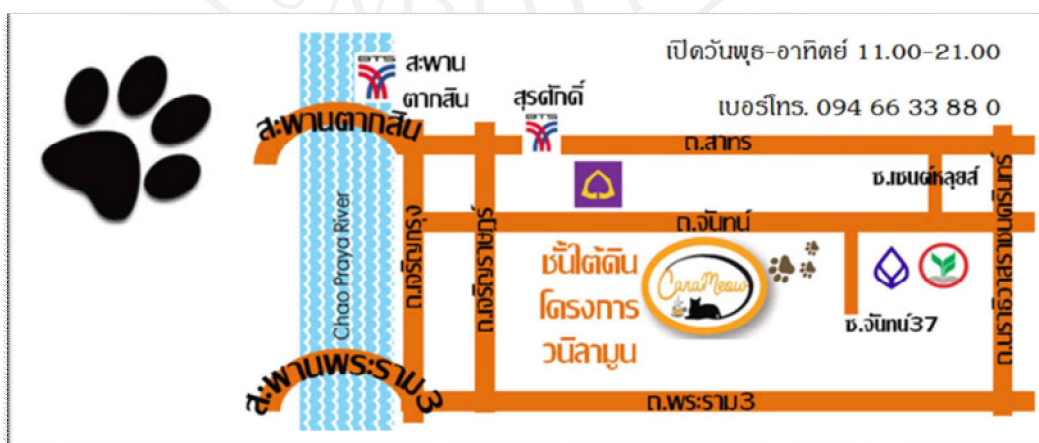 เปิดวันพุธ-อาทิตย์ 11.00-21.00
เบอร์โทร. 094 66 33 88 0
BTS
สะพาน
ตากสิน
สุรศักดิ์
BTS
สะพานตากสิน
ถ.สาทร
ซ.เซนต์หลุยส์
ถ.จันทน์
Chao Praya River
ถ.เจริญกรุง
ถ.เจริญราษฎร์
ถ.นราธิวาสราชนครินทร์
ชั้นใต้ดิน
โครงการ
วนิลามูน
CaraMeow
ซ.จันทน์37
สะพานพระราม3
ถ.พระราม3